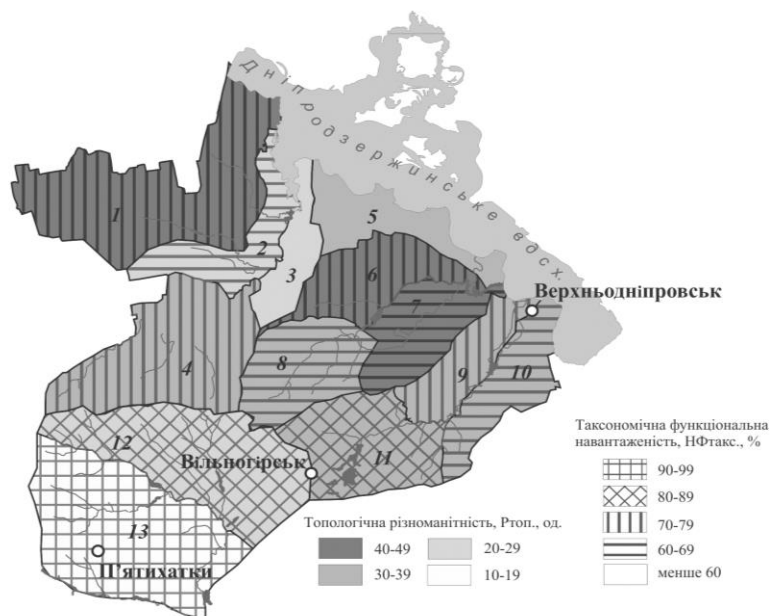 Дніпродзержинське вдсх.
1
2
3
4
5
6
7
8
9
10
11
12
13
Верхньодніпровськ
Вільногірськ
П'ятихатки
Таксономічна функціональна
навантаженість, НФтакс., %
90-99
80-89
70-79
60-69
менше 60
Топологічна різноманітність, Pтоп., од.
40-49
20-29
30-39
10-19